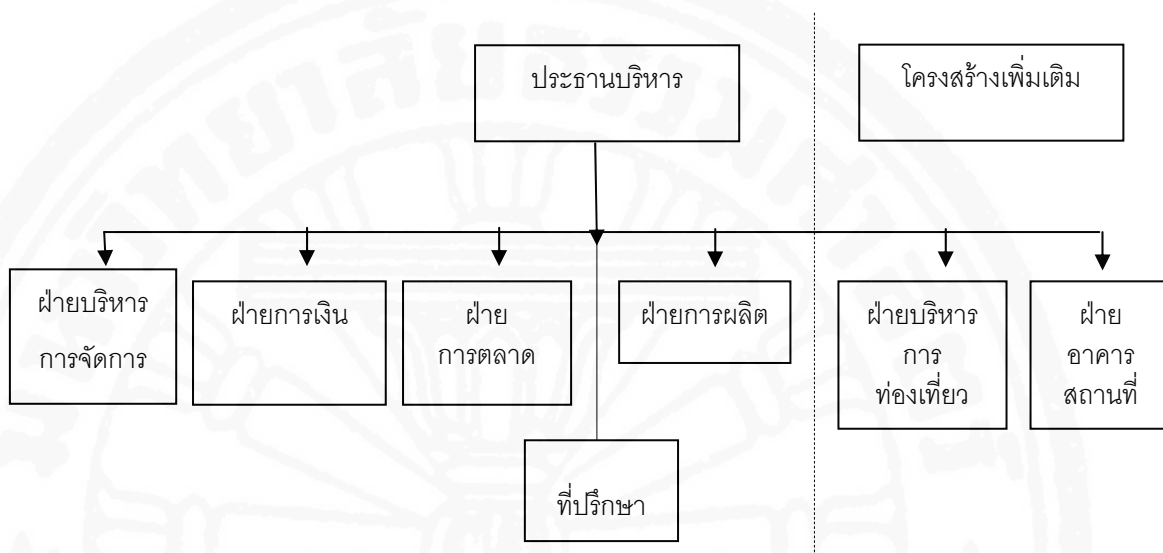 ประธานบริหาร
โครงสร้างเพิ่มเติม
ฝ่ายบริหาร
การจัดการ
ฝ่ายการเงิน
ฝ่าย
การตลาด
ฝ่ายการผลิต
ฝ่ายบริหาร
การ
ท่องเที่ยว
ฝ่าย
อาคาร
สถานที่
ที่ปรึกษา